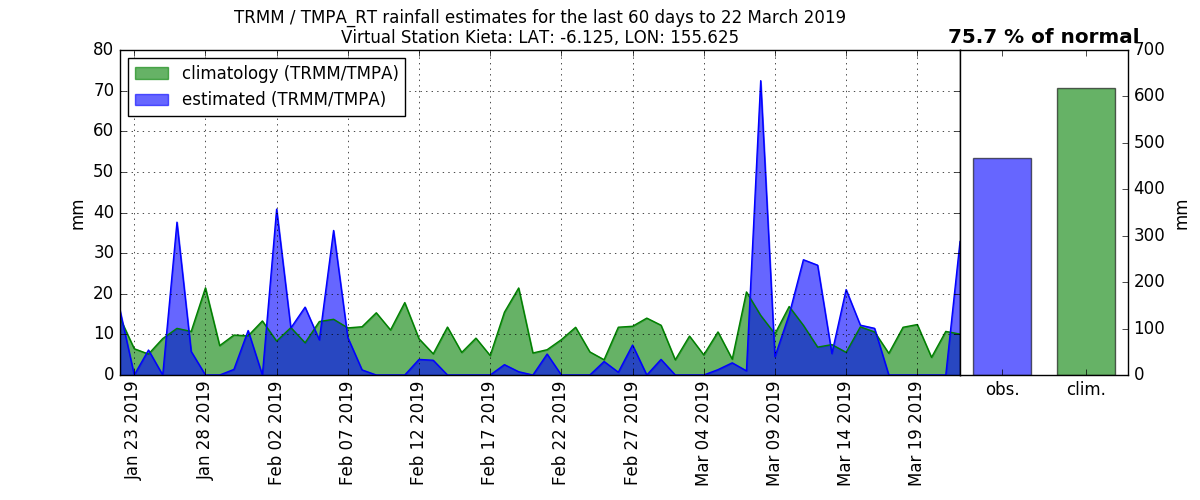 TRMM / TMPA_RT rainfall estimates for the last 60 days to 22 March 2019
Virtual Station Kieta: LAT: -6.125, LON: 155.625
75.7 % of normal
climatology (TRMM/TMPA)
estimated (TRMM/TMPA)
mm
80
70
60
50
40
30
20
10
0
Jan 23 2019
Jan 28 2019
Feb 02 2019
Feb 07 2019
Feb 12 2019
Feb 17 2019
Feb 22 2019
Feb 27 2019
Mar 04 2019
Mar 09 2019
Mar 14 2019
Mar 19 2019
obs.
clim.
700
600
500
400
300
200
100
0
mm